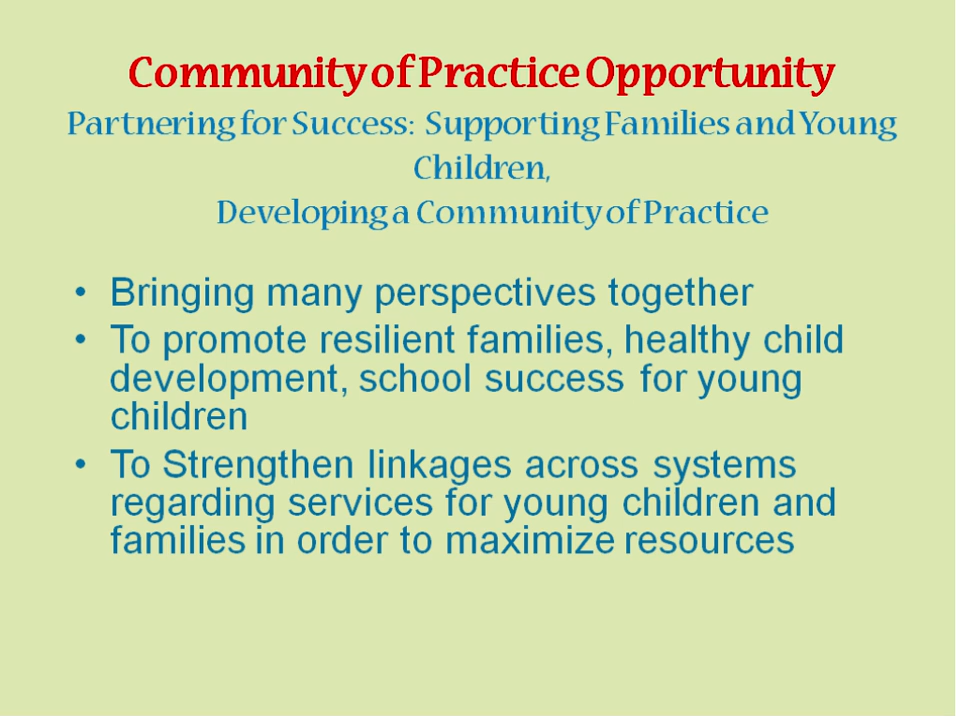 Community of Practice Opportunity
Partnering for Success: Supporting Families and Young
Children,
Developing a Community of Practice
• Bringing many perspectives together
• To promote resilient families, healthy child
development, school success for young
children
• To Strengthen linkages across systems
regarding services for young children and
families in order to maximize resources